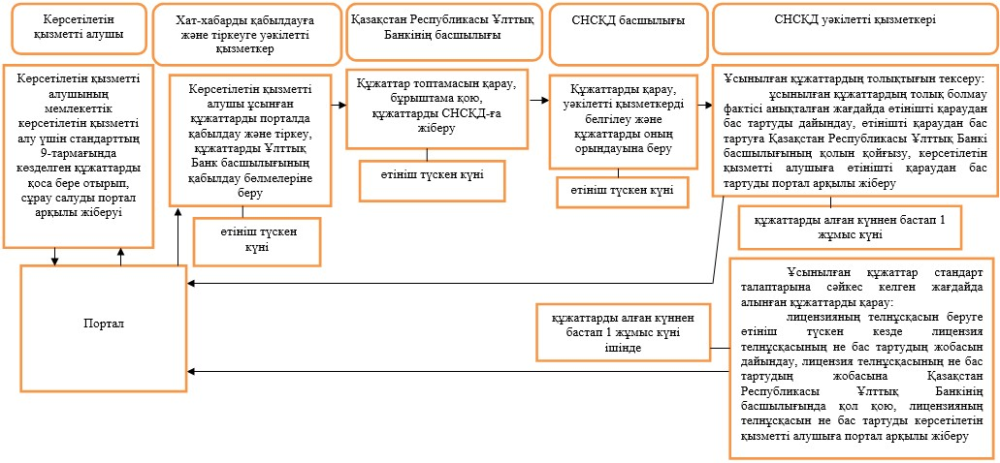 Көрсетілетін
қызметті алушы
Хат-хабарды қабылдауға
және тіркеуге уәкілетті
қызметкер
Қазақстан Республикасы Ұлттық
Банкінің басшылығы
СНСҚД басшылығы
СНСҚД уәкілетті қызметкері
Көрсетілетін қызметті
алушының
мемлекеттік
көрсетілетін қызметті
алу үшін стандарттың
9-тармағында
көзделген құжаттарды
қоса бере отырып,
сұрау салуды портал
арқылы жіберуі
Көрсетілетін қызметті
алушы ұсынған
құжаттарды порталда
қабылдау және тіркеу,
құжаттарды Ұлттық
Банк басшылығының
қабылдау бөлмелеріне
беру
өтініш түскен
күні
Құжаттар топтамасын қарау,
бұрыштама қою,
құжаттарды СНСҚД-ға
жіберу
өтініш түскен күні
Құжаттарды қарау,
уәкілетті қызметкерді
белгілеу және
құжаттарды оның
орындауына беру
өтініш түскен күні
Ұсынылған құжаттардың толықтығын тексеру:
ұсынылған құжаттардың толық болмау
фактісі анықталған жағдайда өтінішті қараудан
бас тартуды дайындау, өтінішті қараудан бас
тартуға Қазақстан Республикасы Ұлттық Банкі
басшылығының қолын қойғызу, көрсетілетін
қызметті алушыға өтінішті қараудан бас
тартуды портал арқылы жіберу
құжаттарды алған күннен бастап 1
жұмыс күні
Портал
құжаттарды алған күннен
бастап 1 жұмыс күні
ішінде
Ұсынылған құжаттар стандарт
талаптарына сәйкес келген жағдайда
алынған құжаттарды қарау:
лицензияның телнұсқасын беруге
өтініш түскен кезде лицензия
телнұсқасының не бас тартудың жобасын
дайындау, лицензия телнұсқасының не бас
тартудың жобасына Қазақстан
Республикасы Ұлттық Банкінің
басшылығында қол қою, лицензияның
телнұсқасын не бас тартуды көрсетілетін
қызметті алушыға портал арқылы жіберу